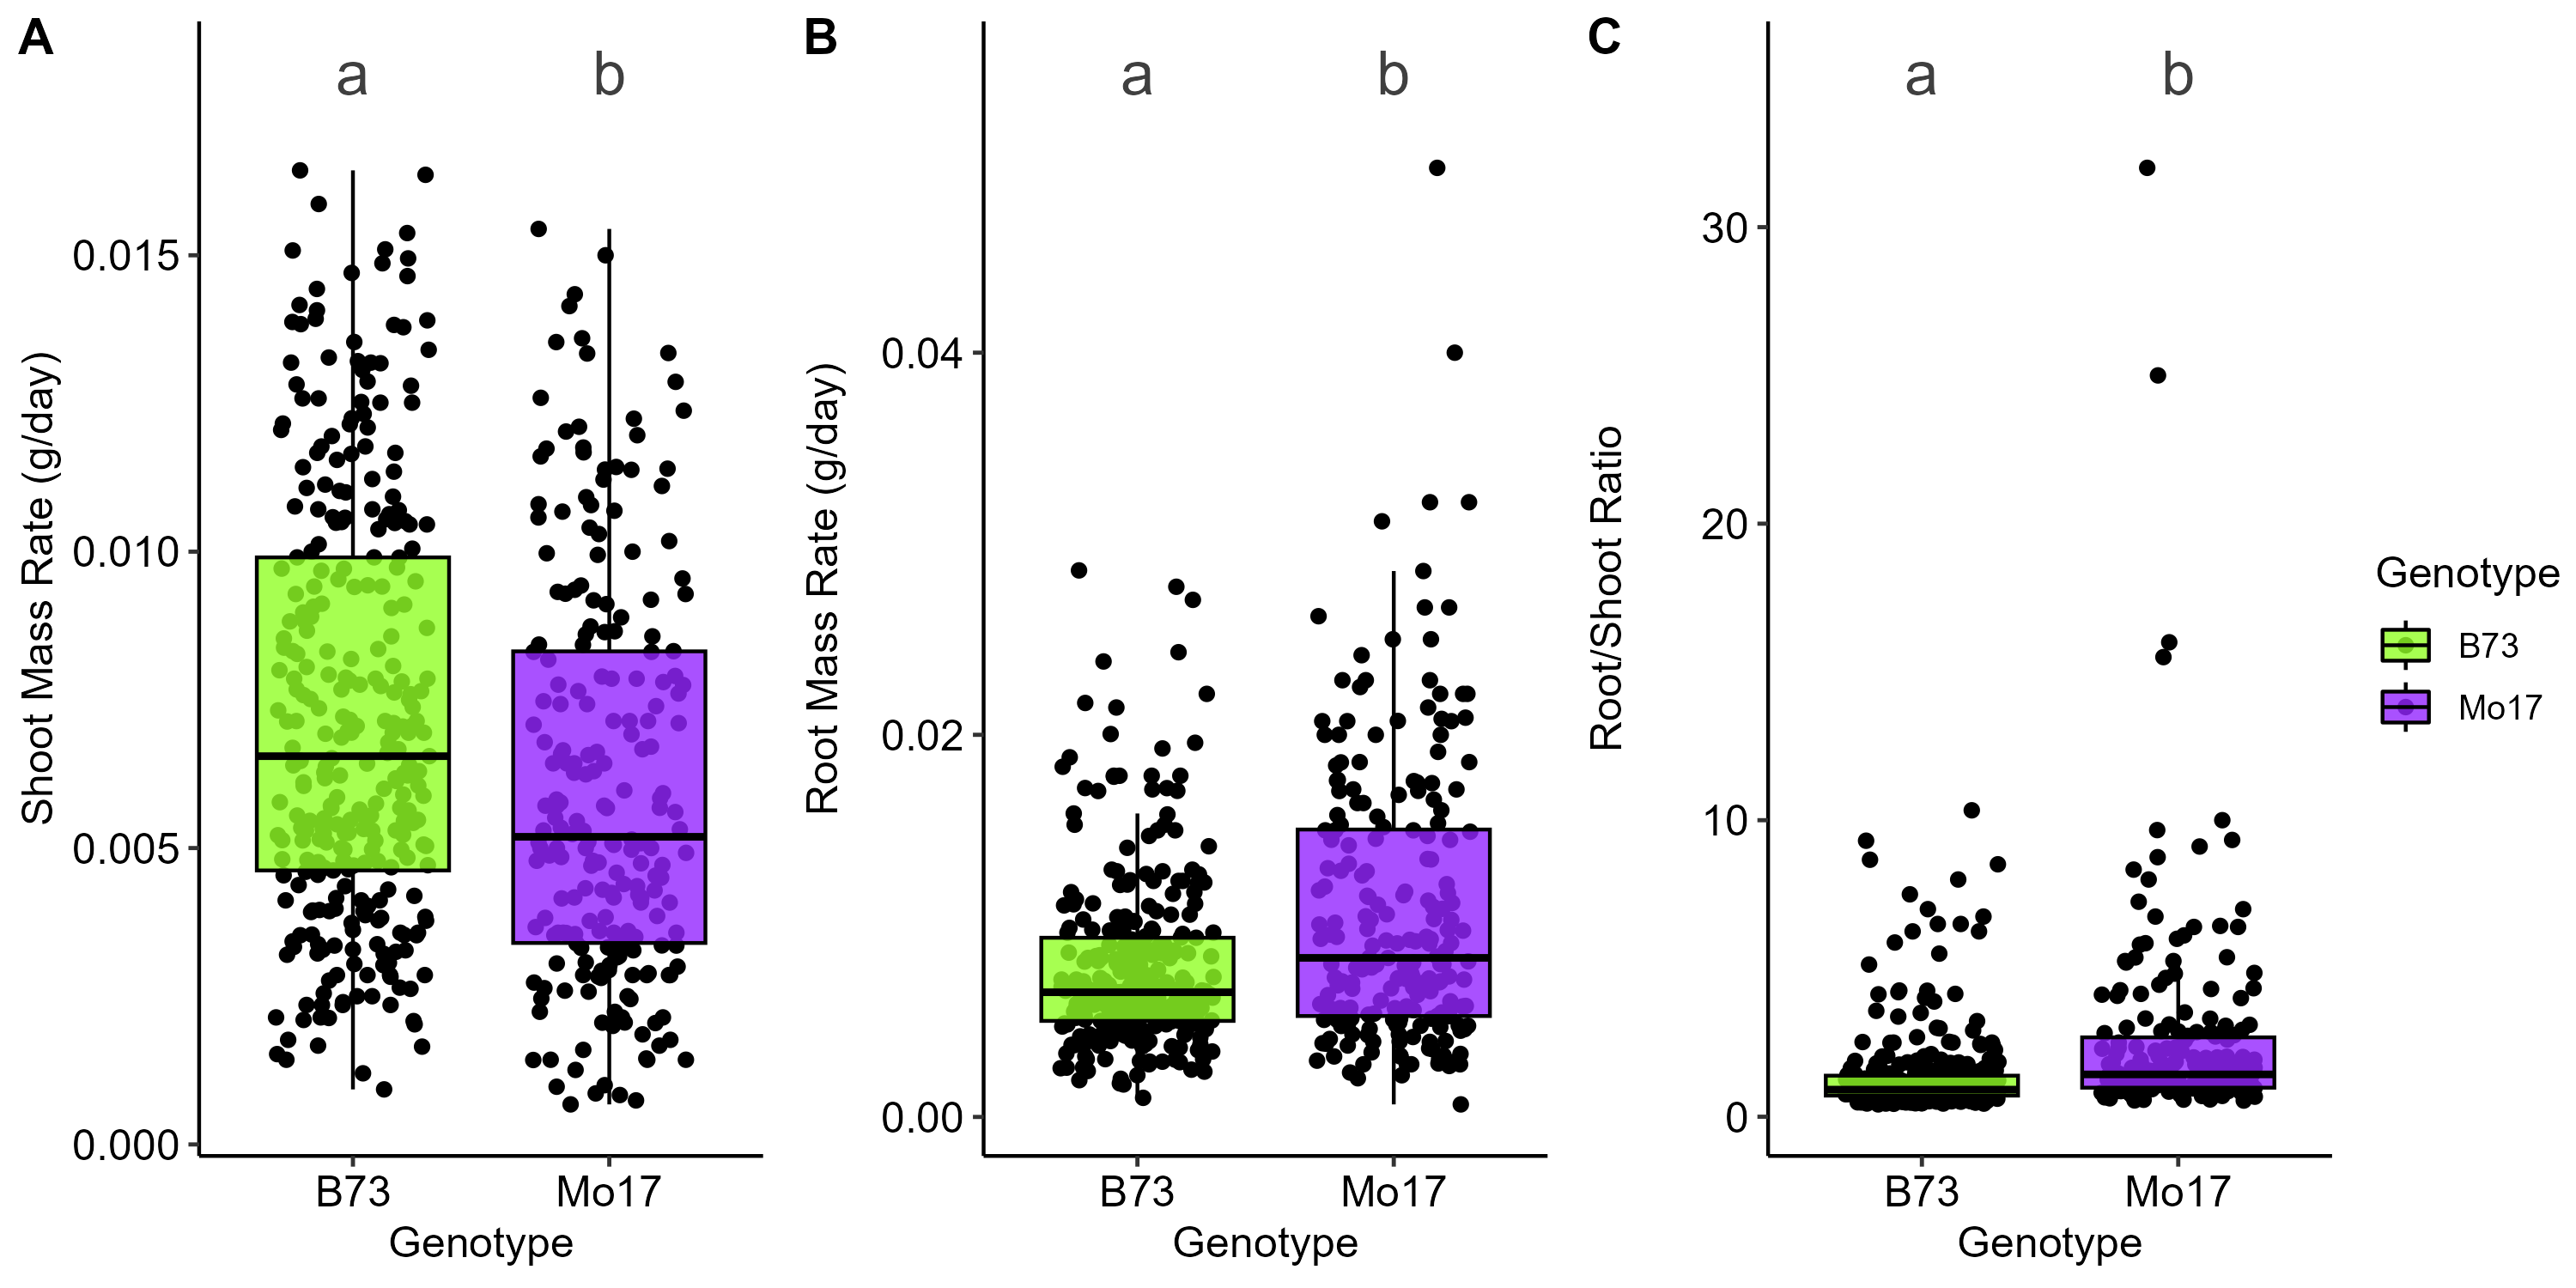 A
a
b
Shoot Mass Rate (g/day)
0.015
0.010
0.005
0.000
B73
Mo17
Genotype
B
a
b
Root Mass Rate (g/day)
0.04
0.02
0.00
B73
Mo17
Genotype
C
a
b
Root/Shoot Ratio
30
20
10
0
B73
Mo17
Genotype
Genotype
B73
Mo17